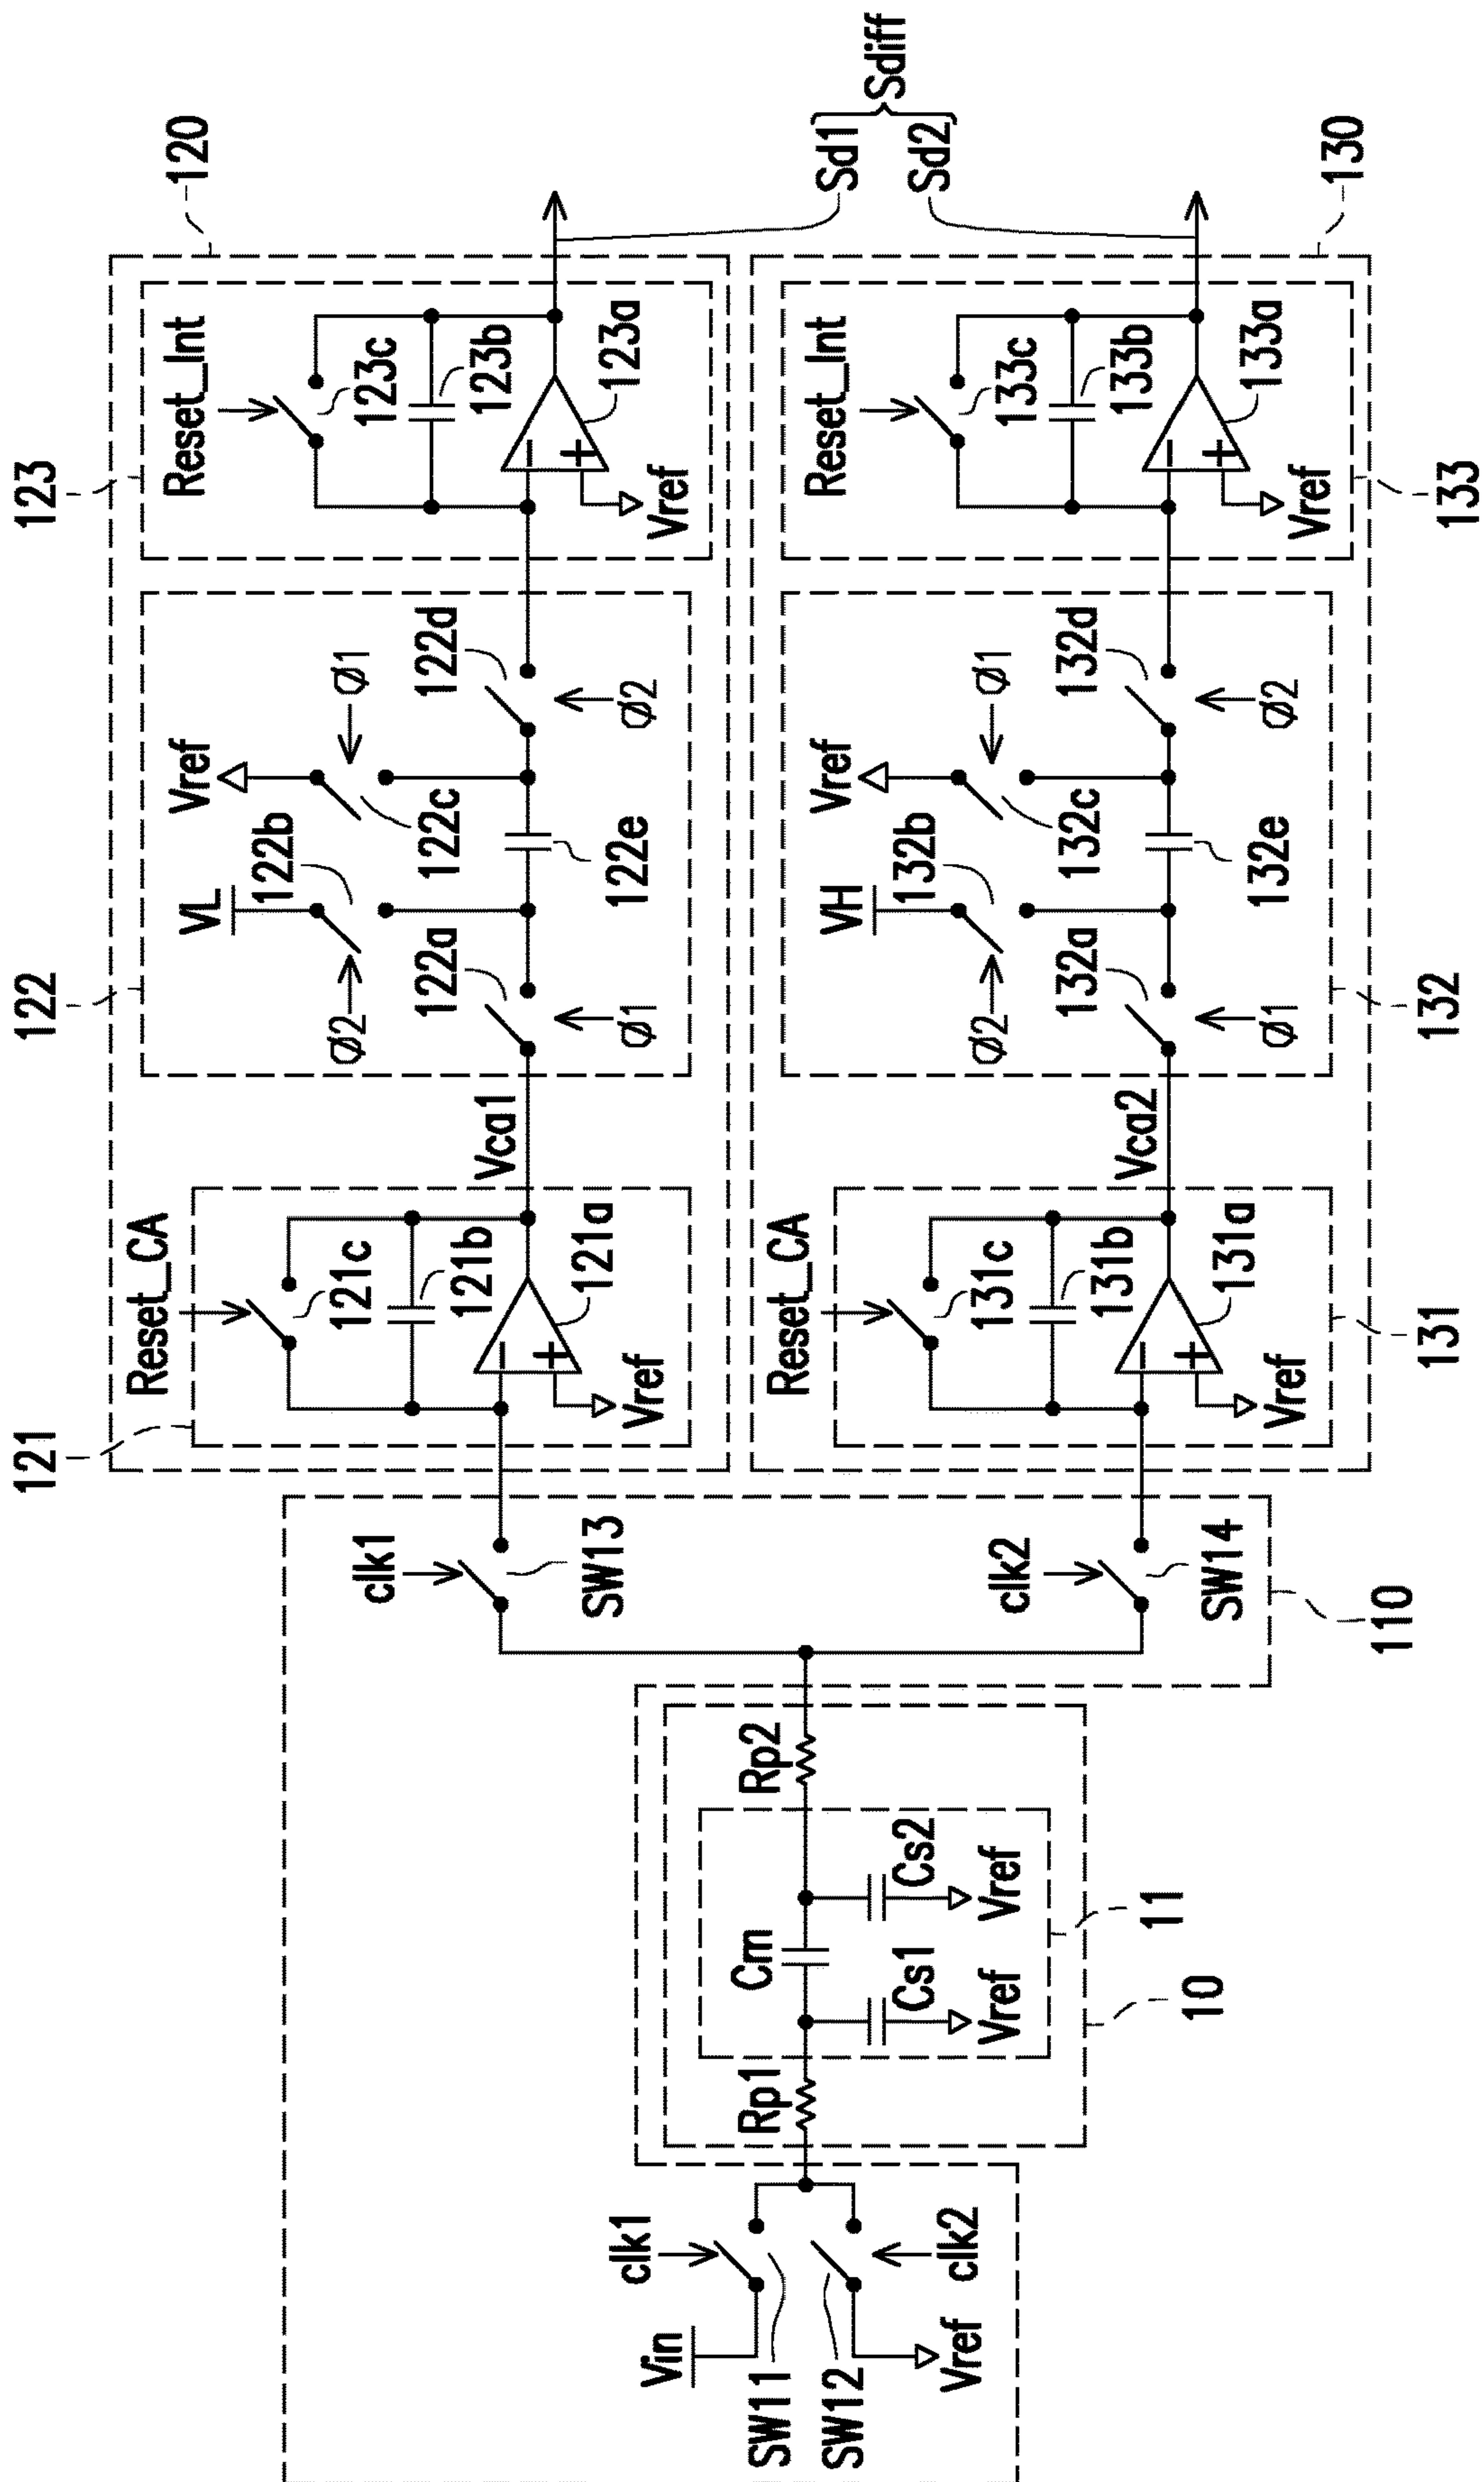 123
122
121
120
Reset_Int
123c
123b
123a
Vref
Vref
VL
122b
ø1
122c
122d
ø2
122a
122e
ø2
ø1
Vca1
Reset_CA
121c
121b
121a
Vref
Sd1
Sd2
Sdiff
130
Reset_Int
133c
133b
133a
Vref
133
Vref
VH
132b
ø1
132c
132d
ø2
132a
132e
ø2
ø1
132
Vca2
Reset_CA
131c
131b
131a
Vref
131
clk1
SW13
clk2
SW14
110
Rp2
Cm
Cs2
Cs1
Vref
Vref
Rp1
11
10
clk1
clk2
Vin
SW11
SW12
Vref